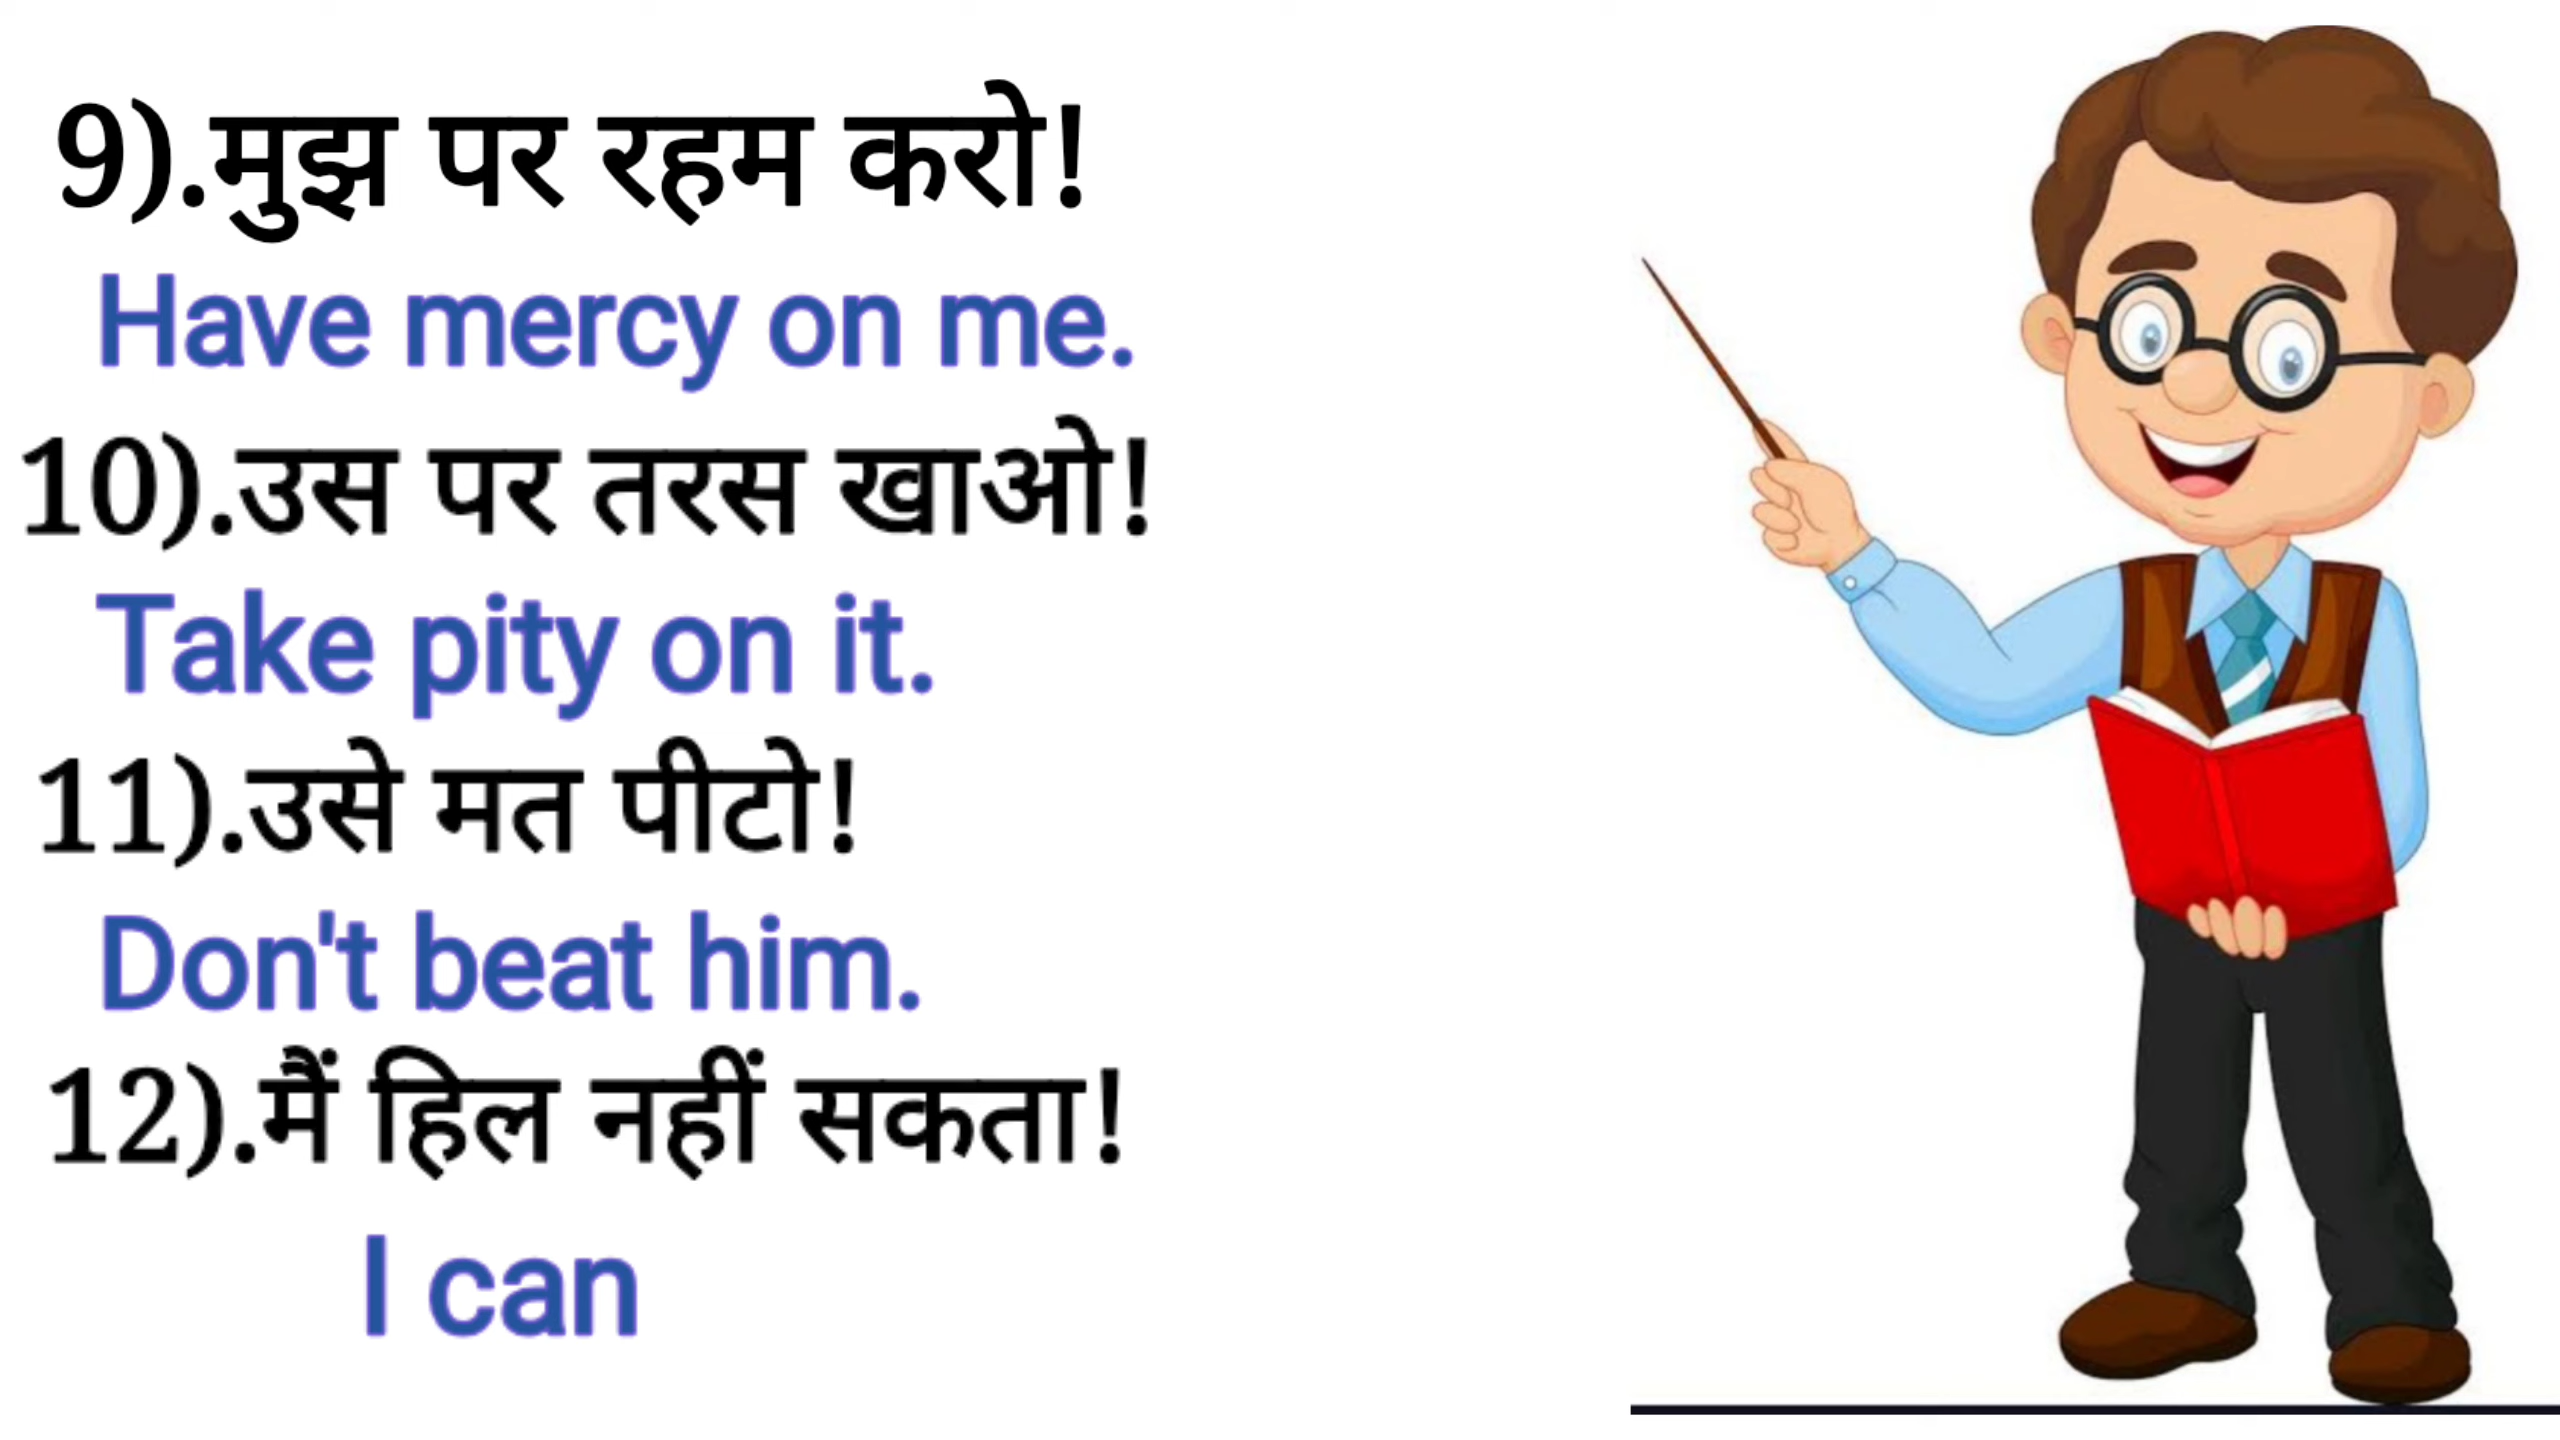 9).मुझ पर रहम करो!
Have mercy on me.
10).उस पर तरस खाओ!
Take pity on it.
11).उसे मत पीटो!
Don't beat him.
12).मैं हिल नहीं सकता!
I can